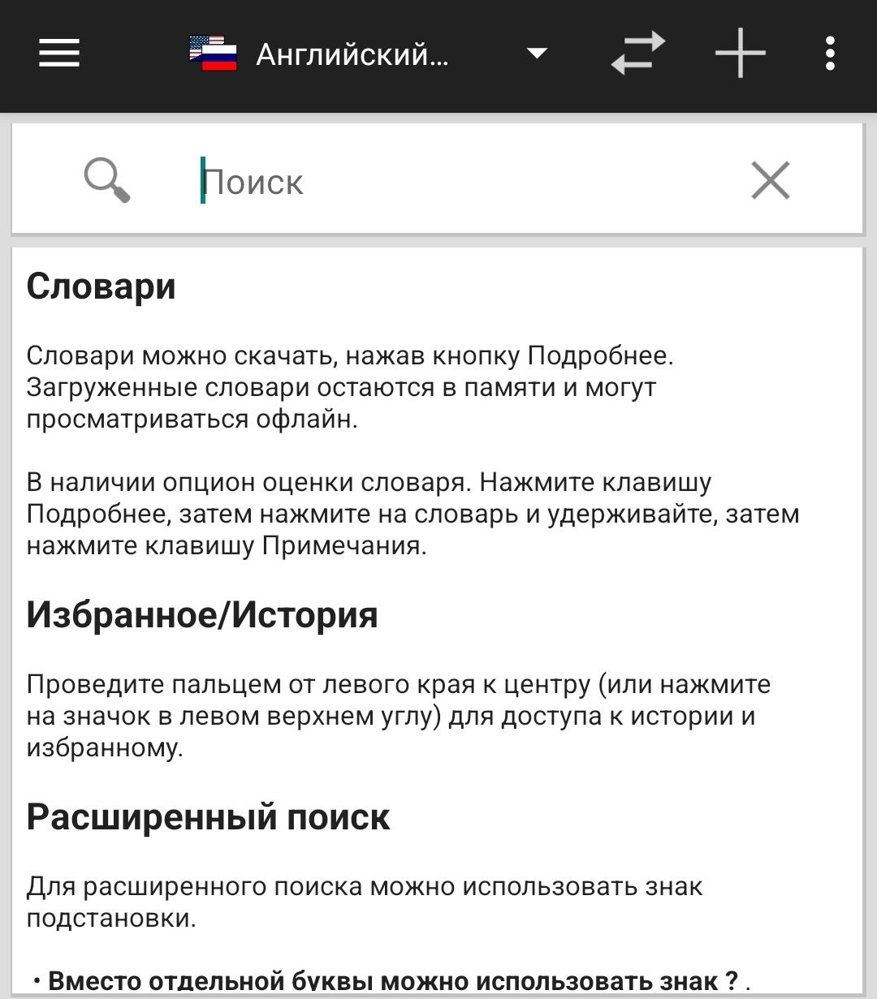 Английский...
Поиск
Словари
Словари можно скачать, нажав кнопку Подробнее.
Загруженные словари остаются в памяти и могут
просматриваться офлайн.
В наличии опцион оценки словаря. Нажмите клавишу
Подробнее, затем нажмите на словарь и удерживайте, затем
нажмите клавишу Примечания.
Избранное/История
Проведите пальцем от левого края к центру (или нажмите
на значок в левом верхнем углу) для доступа к истории и
избранному.
Расширенный поиск
Для расширенного поиска можно использовать знак
подстановки.
• Вместо отдельной буквы можно использовать знак ? .